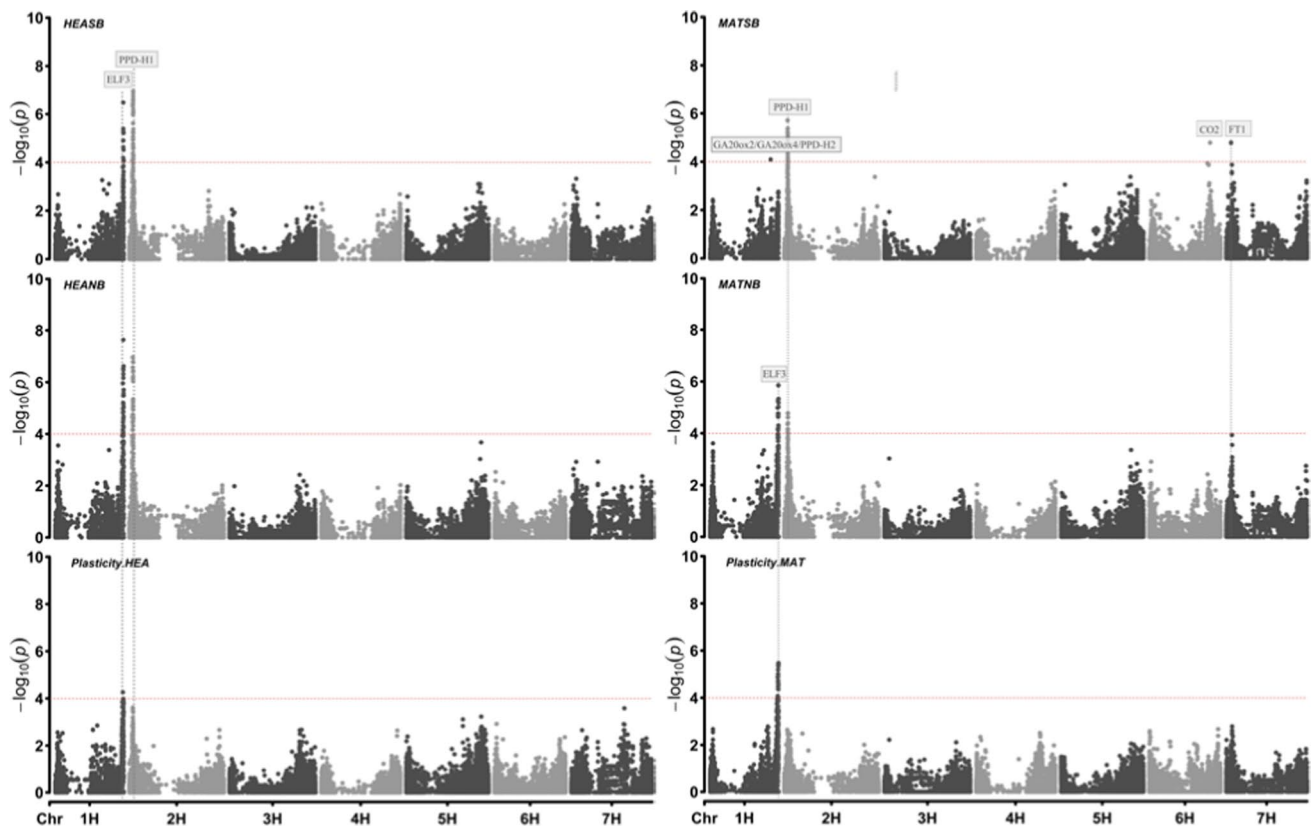 HEASB
PPD-H1
ELF3
10
8
6
4
2
0
−log₁₀(p)
MATSB
PPD-H1
GA20ox2/GA20ox4/PPD-H2
CO2
FT1
10
8
6
4
2
0
−log₁₀(p)
HEANB
10
8
6
4
2
0
−log₁₀(p)
MATNB
ELF3
10
8
6
4
2
0
−log₁₀(p)
Plasticity.HEA
10
8
6
4
2
0
−log₁₀(p)
Chr 1H 2H 3H 4H 5H 6H 7H
Plasticity.MAT
10
8
6
4
2
0
−log₁₀(p)
Chr 1H 2H 3H 4H 5H 6H 7H